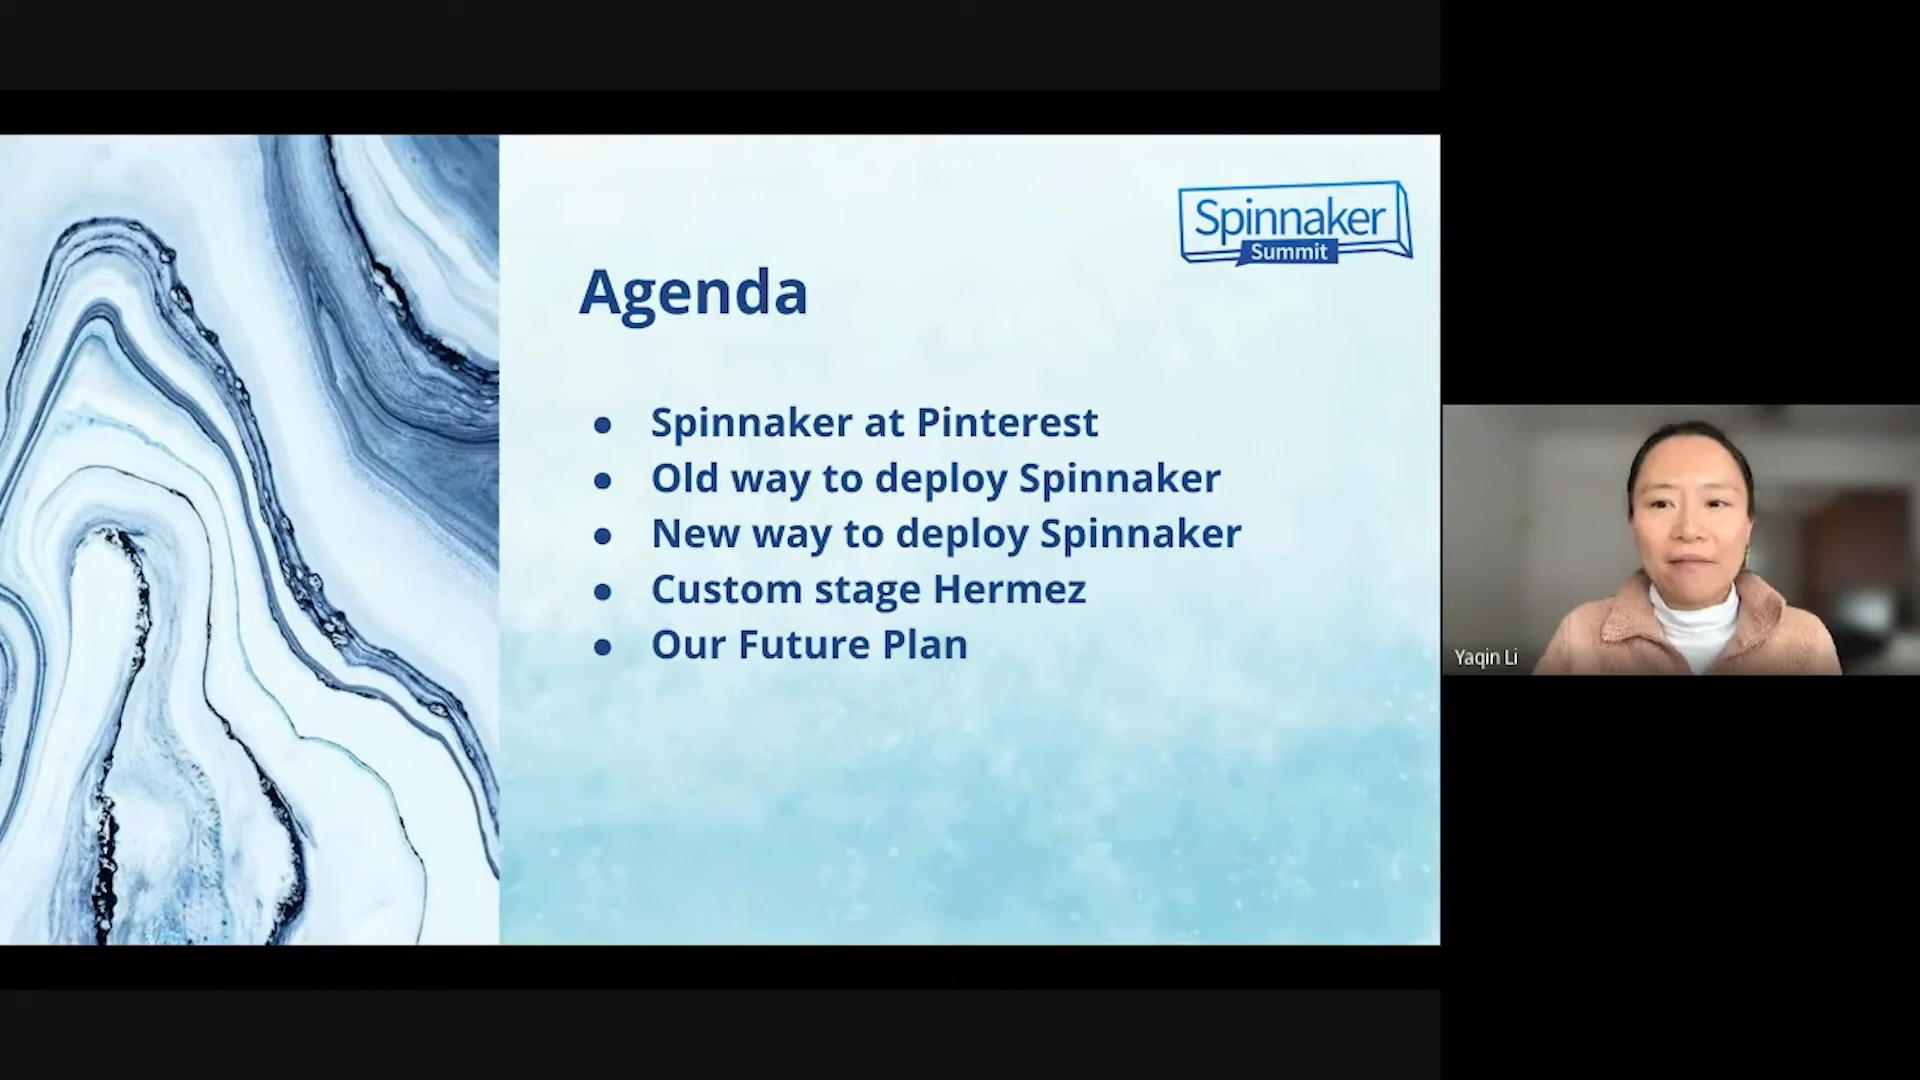 Spinnaker
Summit
Agenda
● Spinnaker at Pinterest
● Old way to deploy Spinnaker
● New way to deploy Spinnaker
● Custom stage Hermez
● Our Future Plan
Yaqin Li